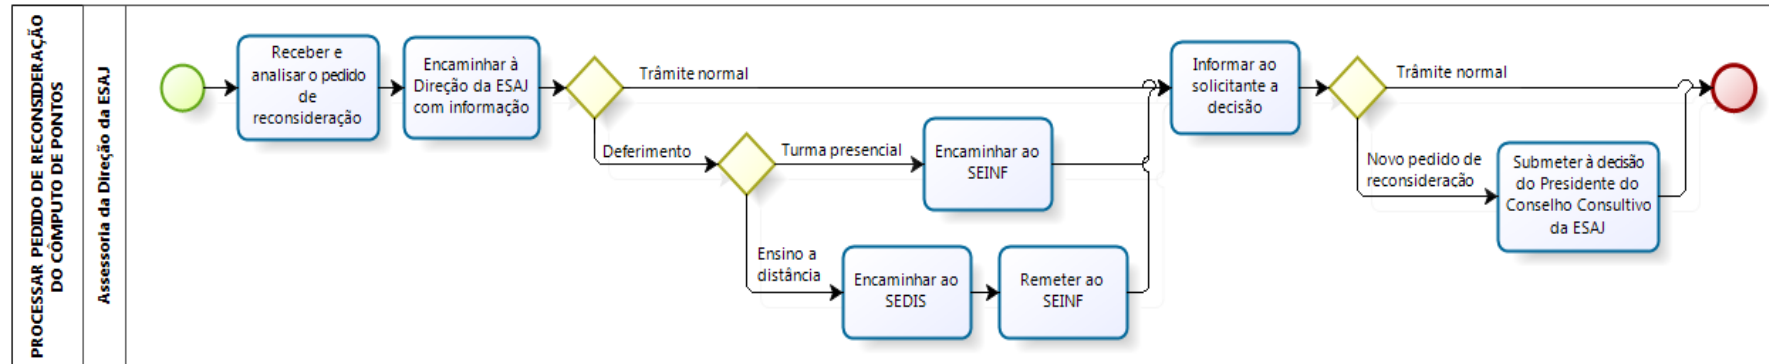 PROCESSAR PEDIDO DE RECONSIDERAÇÃO
DO CÔMPUTO DE PONTOS
Assessoria da Direção da ESAJ
Receber e
analisar o pedido
de
reconsideração
Encaminhar à
Direção da ESAJ
com informação
Trâmite normal
Deferimento
Turma presencial
Encaminhar ao
SEINF
Ensino a
distância
Encaminhar ao
SEDIS
Remeter ao
SEINF
Informar ao
solicitante a
decisão
Trâmite normal
Novo pedido de
reconsideração
Submeter à decisão
do Presidente do
Conselho Consultivo
da ESAJ